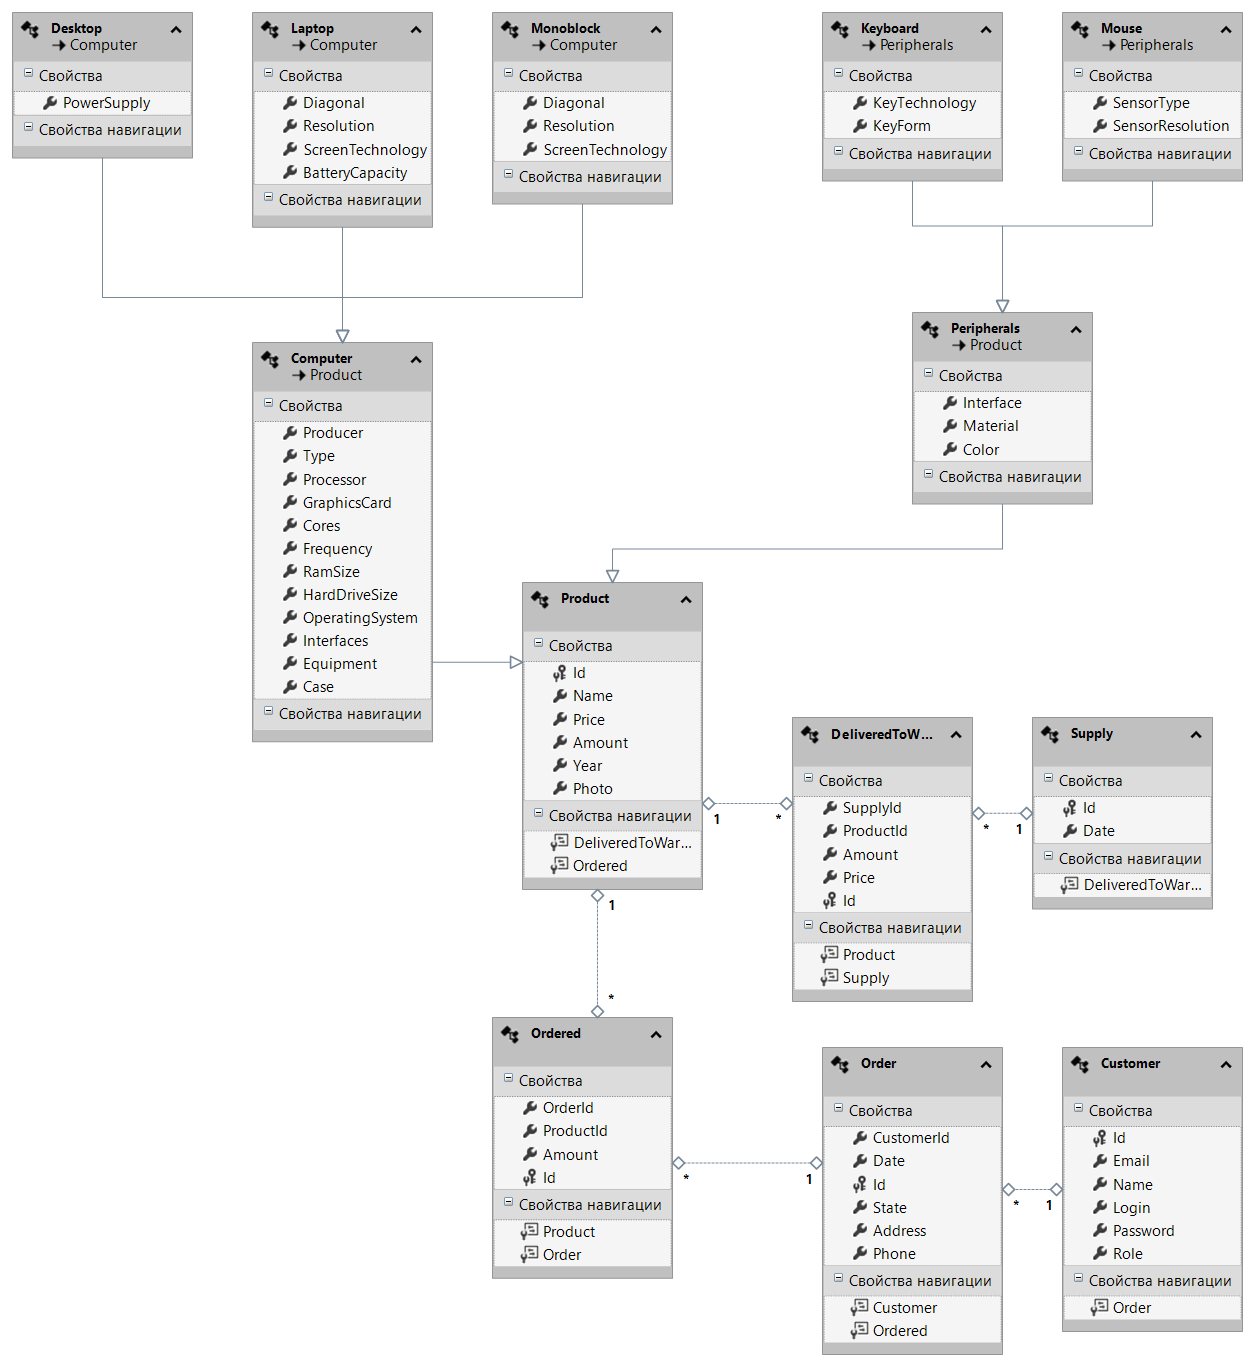 Desktop
Computer
Свойства
PowerSupply
Свойства навигации
Laptop
Computer
Свойства
Diagonal
Resolution
ScreenTechnology
BatteryCapacity
Свойства навигации
Monoblock
Computer
Свойства
Diagonal
Resolution
ScreenTechnology
Свойства навигации
Keyboard
Peripherals
Свойства
KeyTechnology
KeyForm
Свойства навигации
Mouse
Peripherals
Свойства
SensorType
SensorResolution
Свойства навигации
Computer
Product
Свойства
Producer
Type
Processor
GraphicsCard
Cores
Frequency
RamSize
HardDriveSize
OperatingSystem
Interfaces
Equipment
Case
Свойства навигации
Peripherals
Product
Свойства
Interface
Material
Color
Свойства навигации
Product
Свойства
Id
Name
Price
Amount
Year
Photo
Свойства навигации
DeliveredToWar...
Ordered
1
*
DeliveredToW...
Свойства
SupplyId
ProductId
Amount
Price
Id
Свойства навигации
Product
Supply
*
1
Supply
Свойства
Id
Date
Свойства навигации
DeliveredToWar...
1
*
Ordered
Свойства
OrderId
ProductId
Amount
Id
Свойства навигации
Product
Order
*
1
Order
Свойства
CustomerId
Date
Id
State
Address
Phone
Свойства навигации
Customer
Ordered
*
1
Customer
Свойства
Id
Email
Name
Login
Password
Role
Свойства навигации
Order